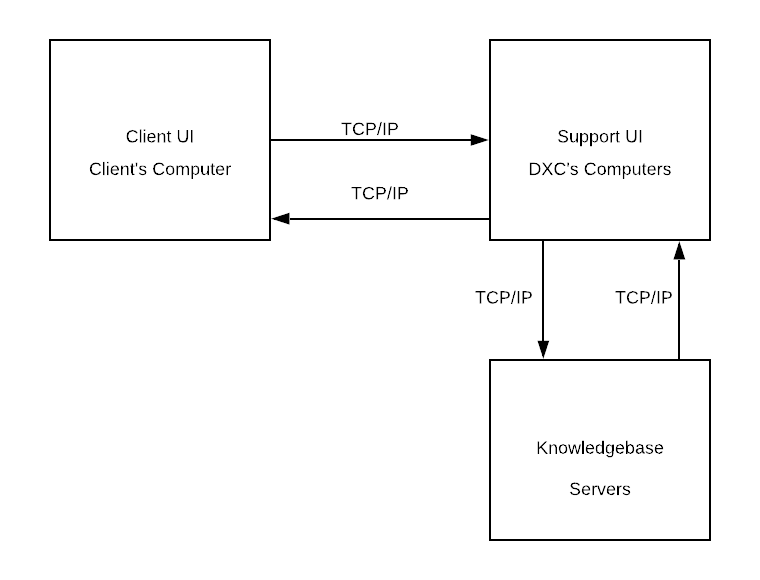 Client UI
Client's Computer
TCP/IP
TCP/IP
Support UI
DXC's Computers
TCP/IP
TCP/IP
Knowledgebase
Servers